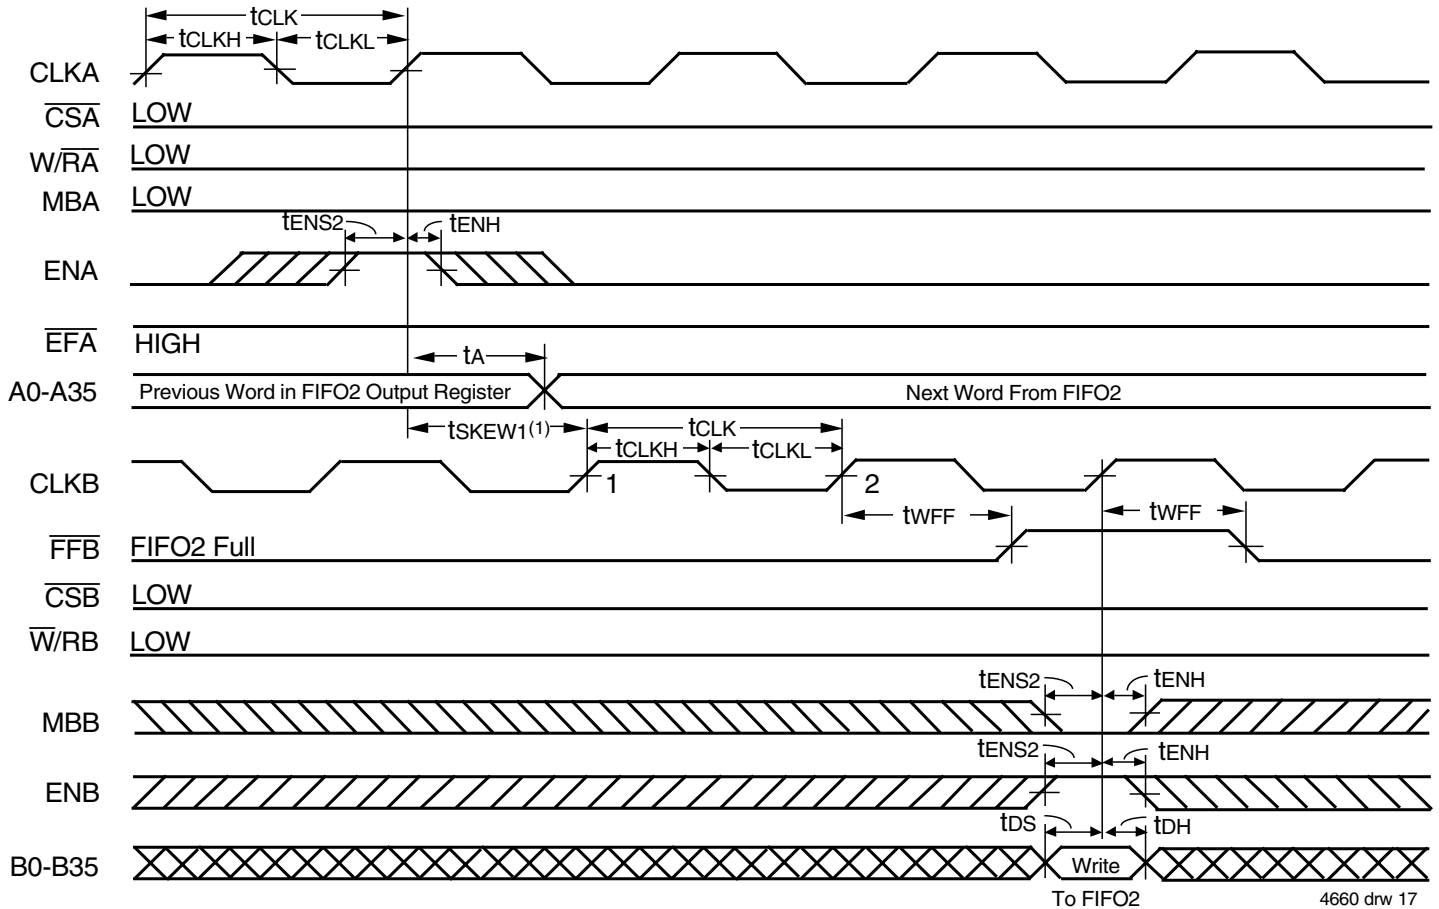 tCLK
tCLKH tCLKL
CLKA
CSA LOW
W/RA LOW
MBA LOW
tENS2 tENH
ENA
EFA HIGH
tA
A0-A35 Previous Word in FIFO2 Output Register Next Word From FIFO2
tSKEW1(1) tCLK
tCLKH tCLKL
CLKB 1 2
tWFF tWFF
FFB FIFO2 Full
CSB LOW
W/RB LOW
tENS2 tENH
MBB
tENS2 tENH
ENB
tDS tDH
B0-B35 Write
To FIFO2 4660 drw 17